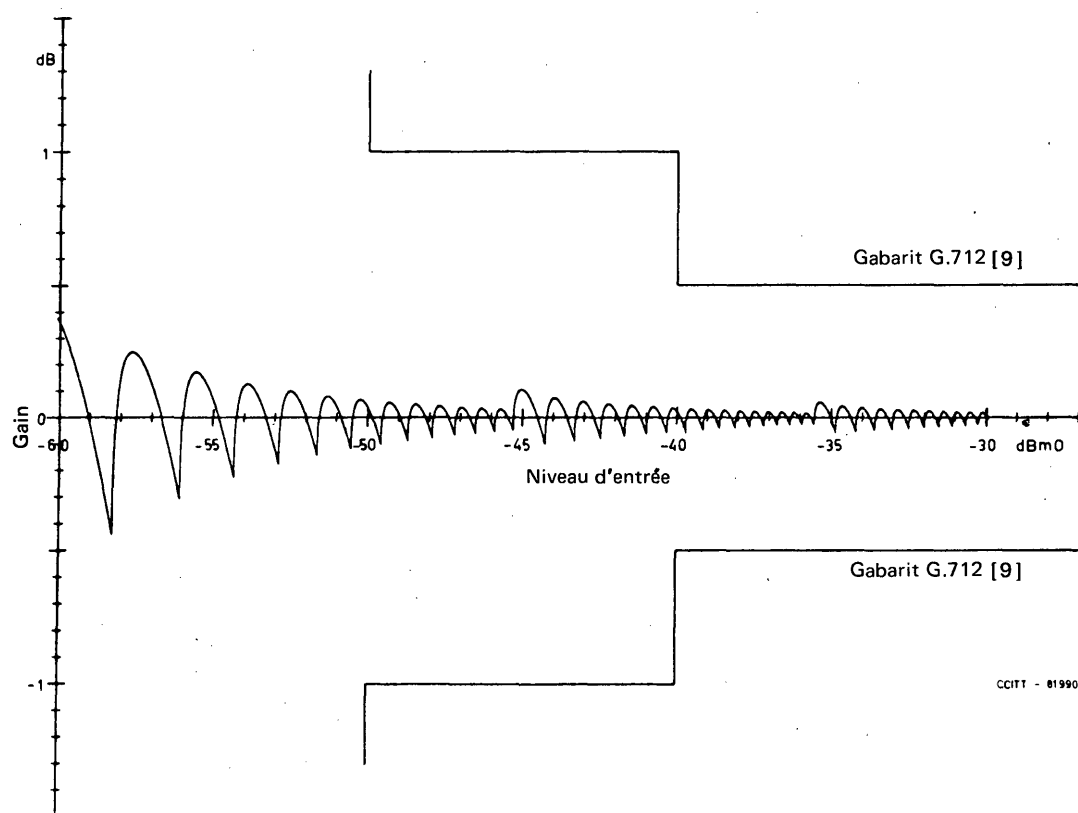 dB
1
Gabarit G.712 [9]
Gain
0
-60
-55
-50
-45
-40
-35
-30
dBm0
Niveau d'entrée
Gabarit G.712 [9]
-1
CCITT - 81990